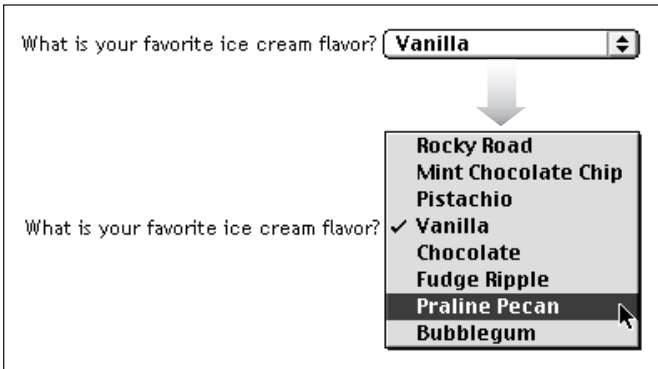 What is your favorite ice cream flavor? Vanilla
Rocky Road
Mint Chocolate Chip
Pistachio
What is your favorite ice cream flavor? ✓ Vanilla
Chocolate
Fudge Ripple
Praline Pecan
Bubblegum